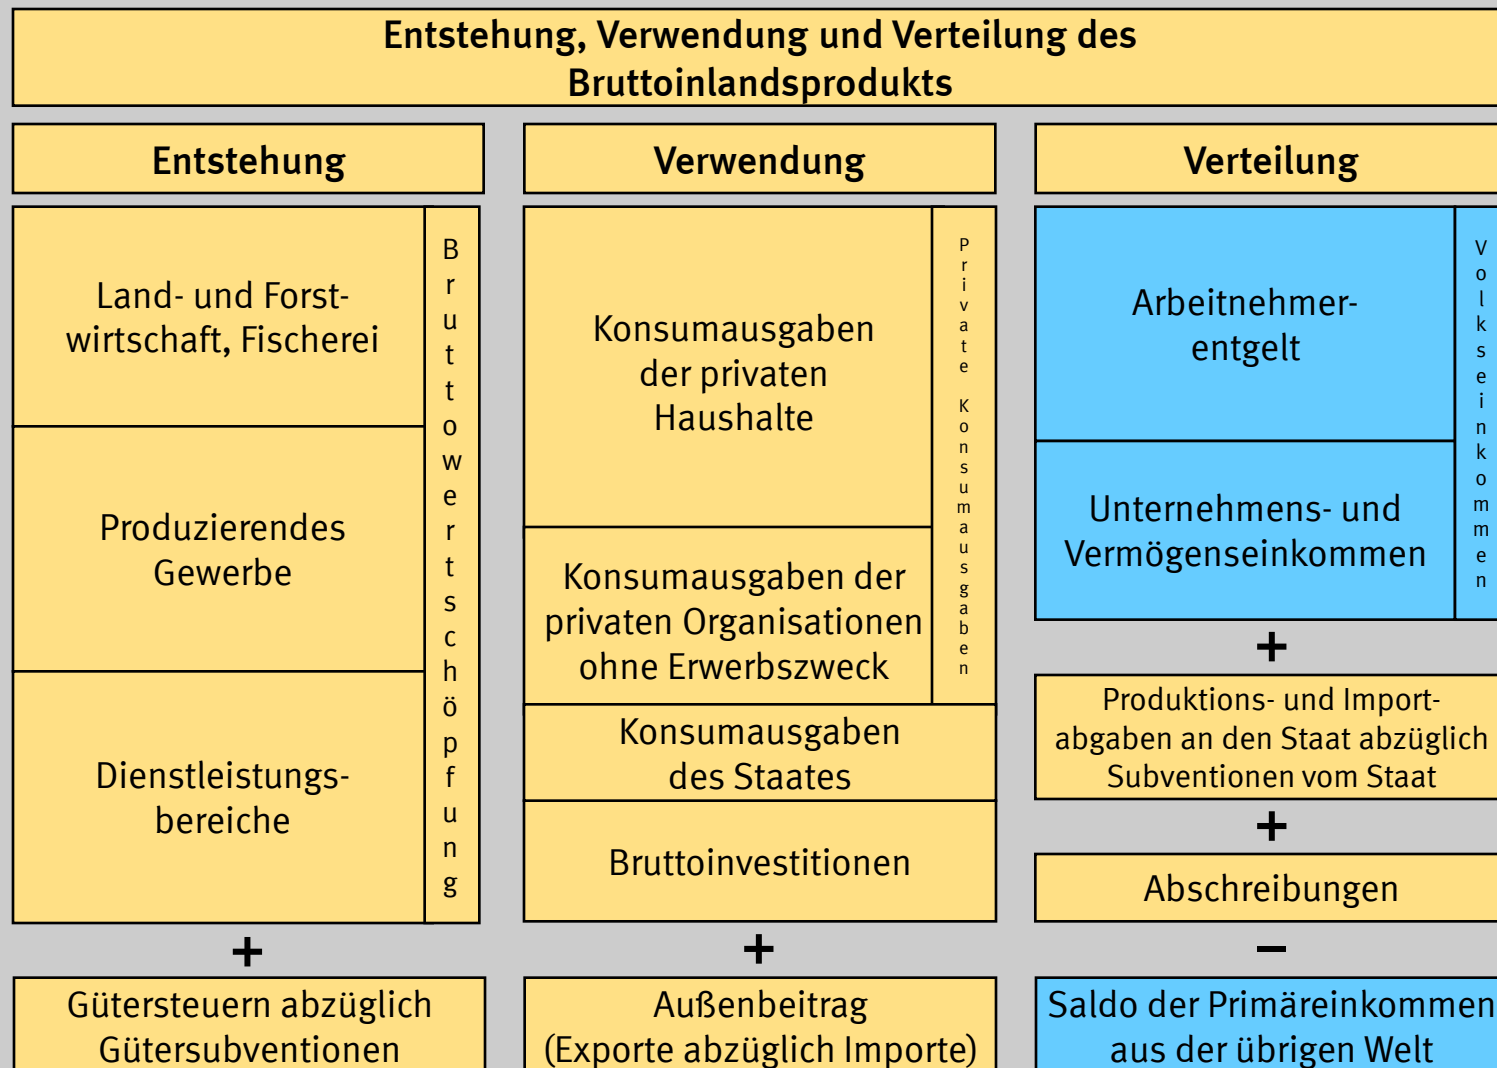 Entstehung, Verwendung und Verteilung des
Bruttoinlandsprodukts
Entstehung
Land- und Forst-
wirtschaft, Fischerei
Produzierendes
Gewerbe
Dienstleistungs-
bereiche
Bruttowertschöpfung
+
Gütersteuern abzüglich
Gütersubventionen
Verwendung
Konsumausgaben
der privaten
Haushalte
Konsumausgaben der
privaten Organisationen
ohne Erwerbszweck
Private Konsumausgaben
Konsumausgaben
des Staates
Bruttoinvestitionen
+
Außenbeitrag
(Exporte abzüglich Importe)
Verteilung
Arbeitnehmer-
entgelt
Unternehmens- und
Vermögenseinkommen
Volkseinkommen
+
Produktions- und Import-
abgaben an den Staat abzüglich
Subventionen vom Staat
+
Abschreibungen
–
Saldo der Primäreinkommen
aus der übrigen Welt